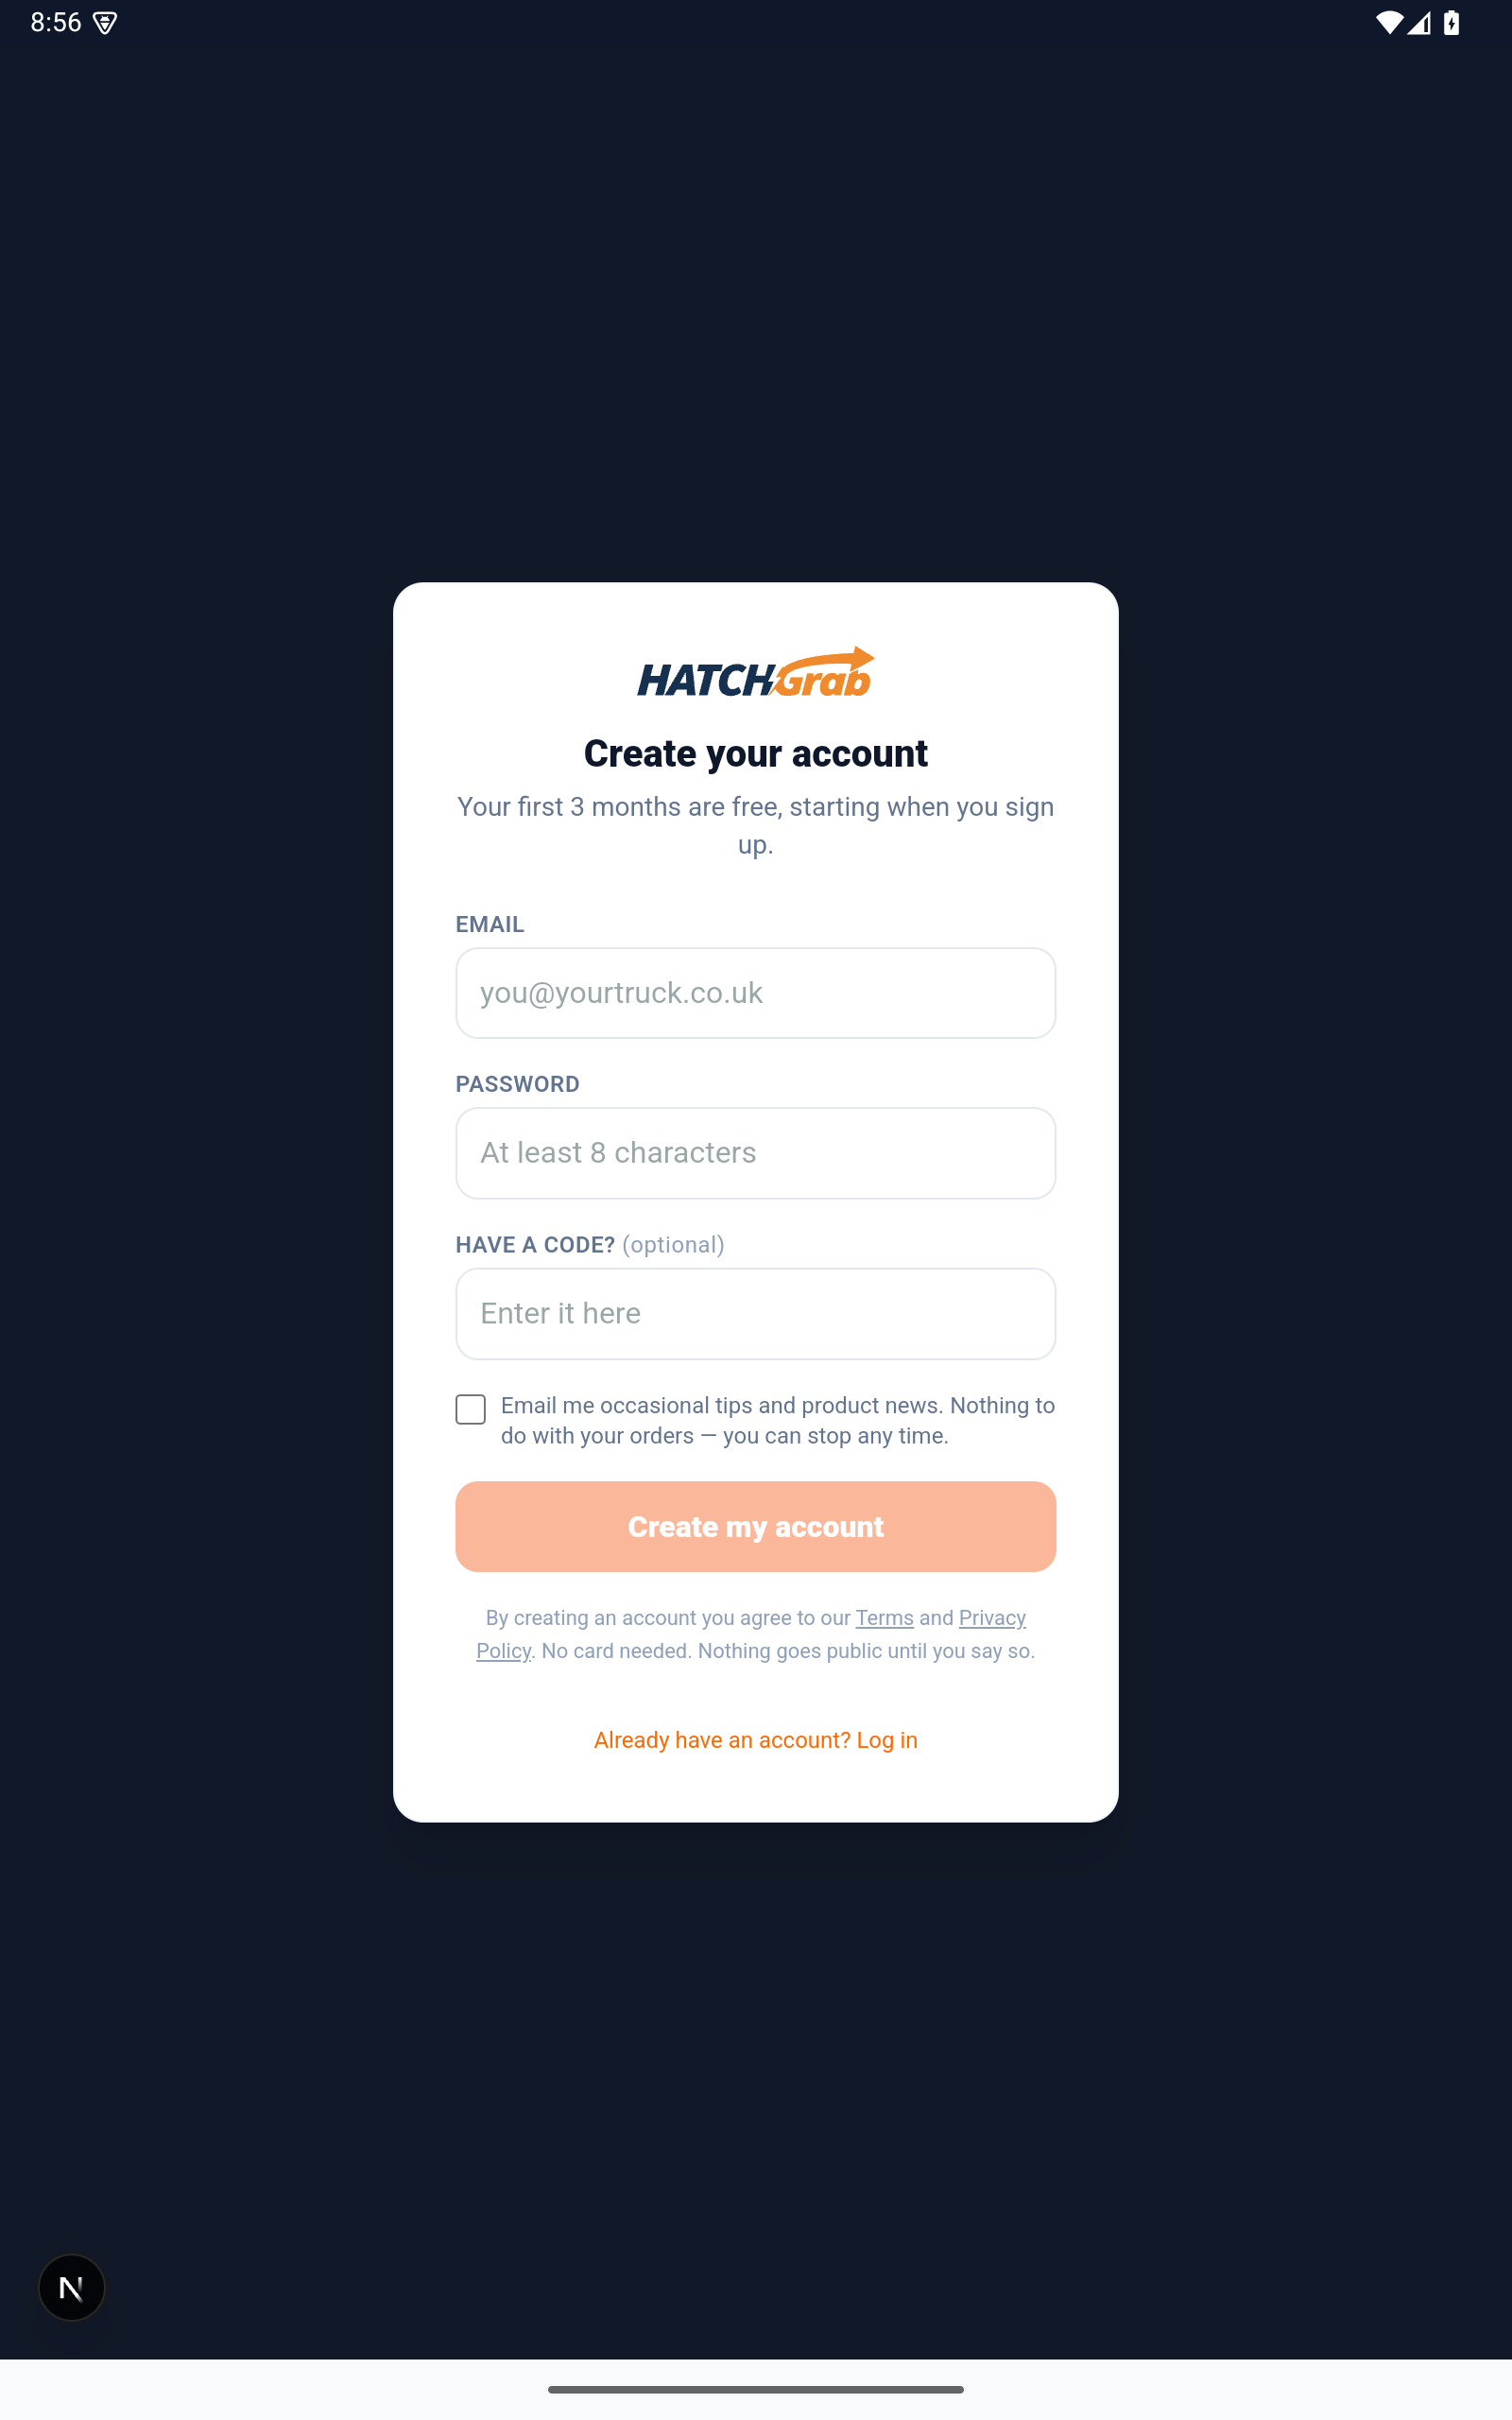 8:56
HATCHGrab
Create your account
Your first 3 months are free, starting when you sign
up.
EMAIL
you@yourtruck.co.uk
PASSWORD
At least 8 characters
HAVE A CODE? (optional)
Enter it here
Email me occasional tips and product news. Nothing to
do with your orders — you can stop any time.
Create my account
By creating an account you agree to our Terms and Privacy
Policy. No card needed. Nothing goes public until you say so.
Already have an account? Log in
N